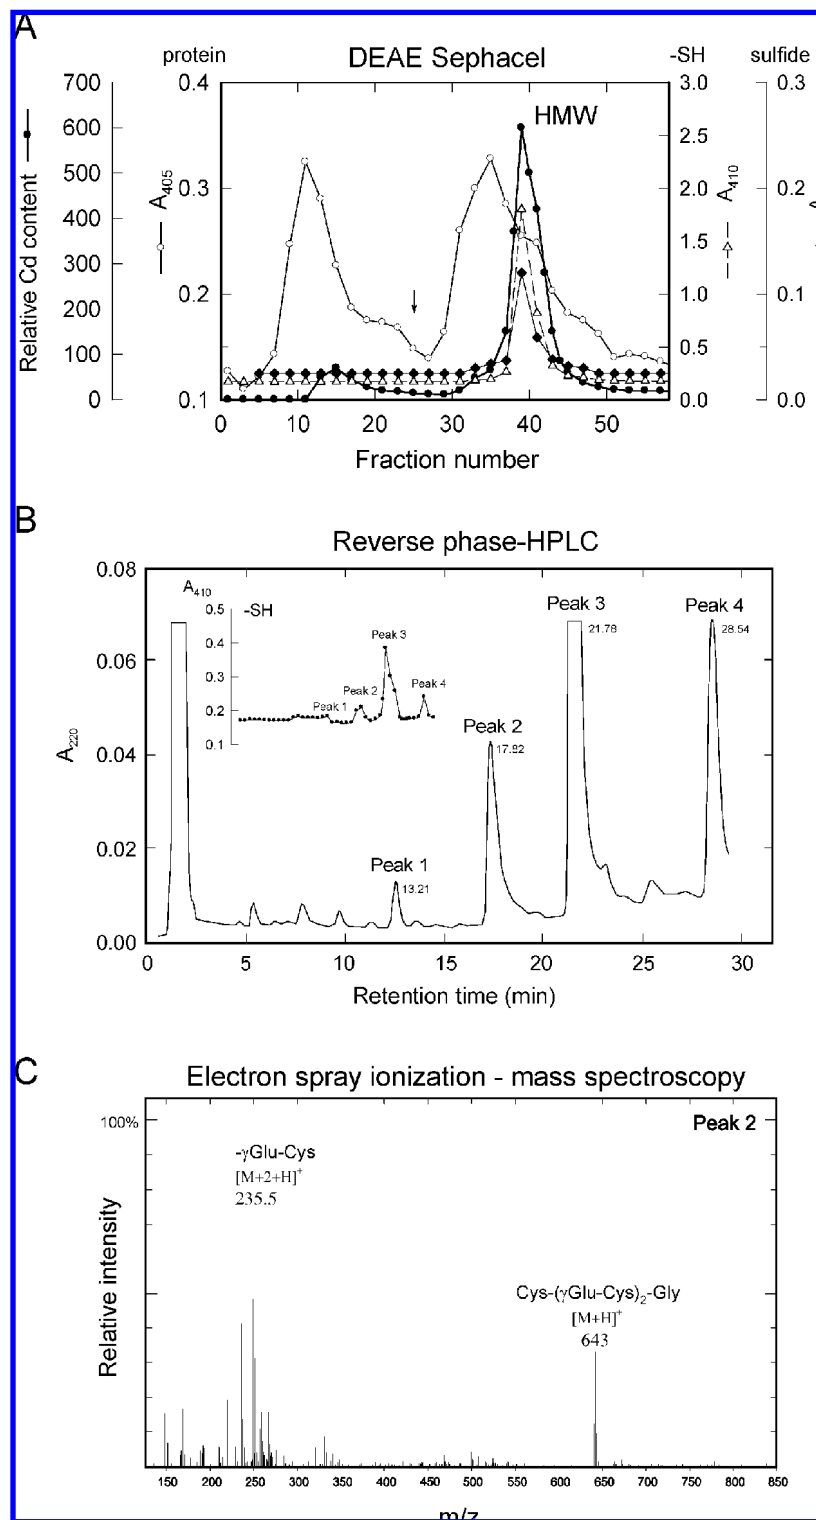 A
protein DEAE Sephacel -SH sulfide
700 0.4 3.0 0.3
600 HMW 2.5
500 0.3 2.0 0.2
400
300 1.5
200 0.2 1.0 0.1
100 0.5
0 0.1 0.0 0.0
Relative Cd content
A405
A410
A
0 10 20 30 40 50
Fraction number
B
Reverse phase-HPLC
0.08
0.06
0.04
0.02
0.00
A220
A410
-SH
0.5
0.4
0.3
0.2
0.1
Peak 1
Peak 2
Peak 3
Peak 4
Peak 1
13.21
Peak 2
17.82
Peak 3
21.78
Peak 4
28.54
0 5 10 15 20 25 30
Retention time (min)
C
Electron spray ionization - mass spectroscopy
100% Peak 2
-γGlu-Cys
[M+2+H]+
235.5
Cys-(γGlu-Cys)2-Gly
[M+H]+
643
Relative intensity
150 200 250 300 350 400 450 500 550 600 650 700 750 800 850
m/z